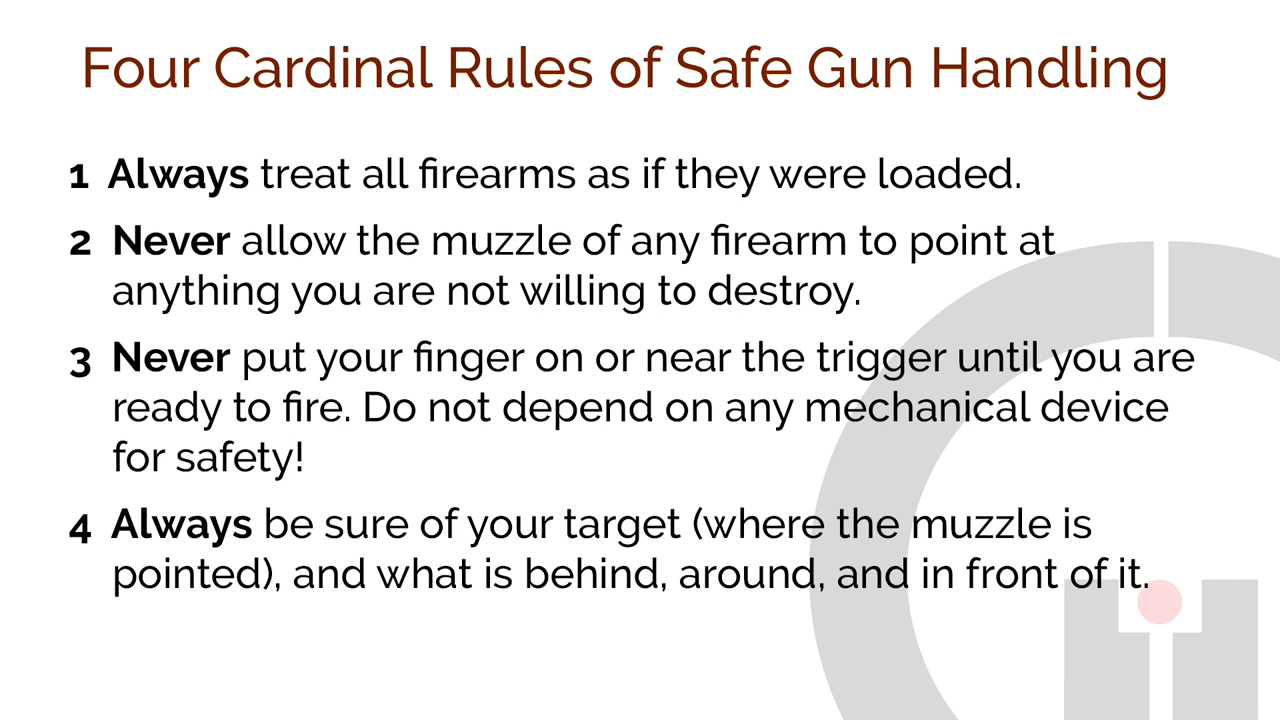 Four Cardinal Rules of Safe Gun Handling
1 Always treat all firearms as if they were loaded.
2 Never allow the muzzle of any firearm to point at
anything you are not willing to destroy.
3 Never put your finger on or near the trigger until you are
ready to fire. Do not depend on any mechanical device
for safety!
4 Always be sure of your target (where the muzzle is
pointed), and what is behind, around, and in front of it.